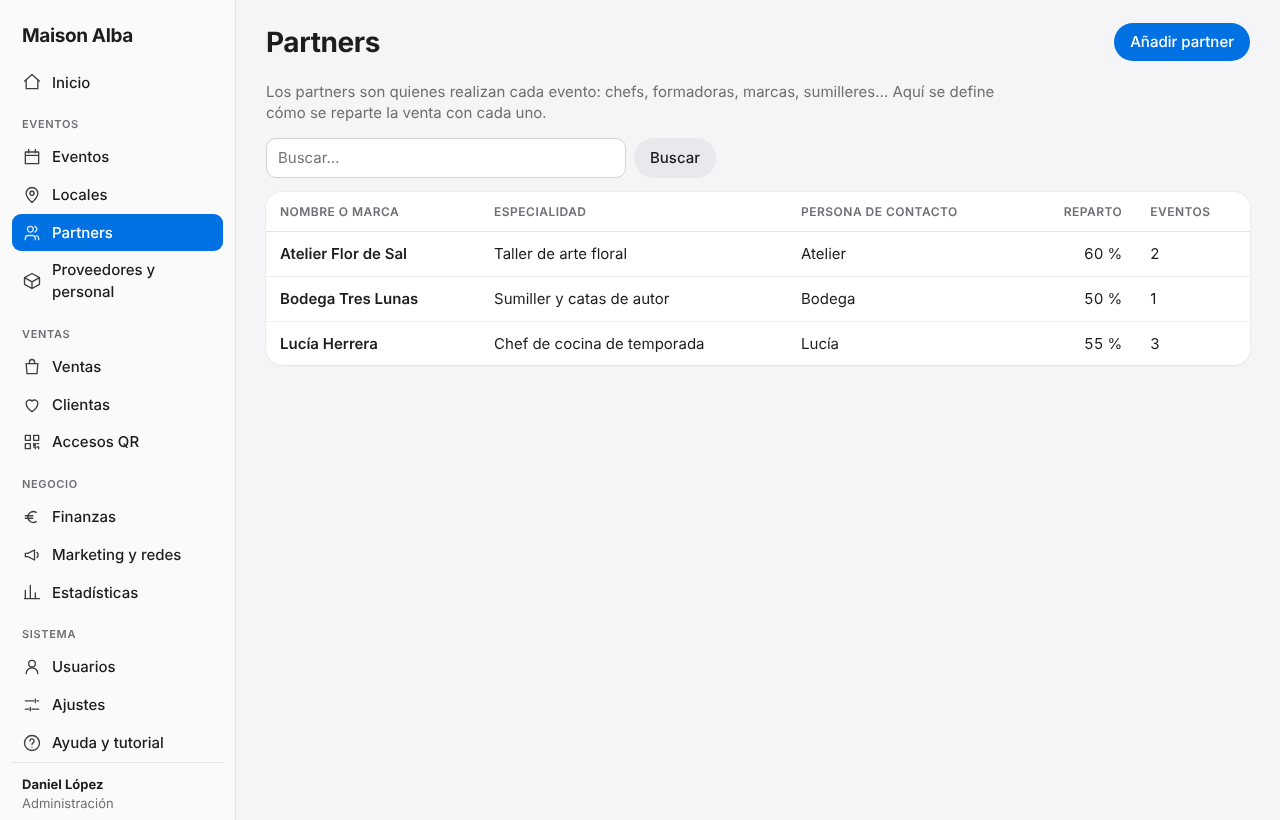 Maison Alba
Inicio
EVENTOS
Eventos
Locales
Partners
Proveedores y
personal
VENTAS
Ventas
Clientas
Accesos QR
NEGOCIO
Finanzas
Marketing y redes
Estadísticas
SISTEMA
Usuarios
Ajustes
Ayuda y tutorial
Daniel López
Administración
Partners
Añadir partner
Los partners son quienes realizan cada evento: chefs, formadoras, marcas, sumilleres… Aquí se define
cómo se reparte la venta con cada uno.
Buscar…
Buscar
NOMBRE O MARCA ESPECIALIDAD PERSONA DE CONTACTO REPARTO EVENTOS
Atelier Flor de Sal Taller de arte floral Atelier 60 % 2
Bodega Tres Lunas Sumiller y catas de autor Bodega 50 % 1
Lucía Herrera Chef de cocina de temporada Lucía 55 % 3